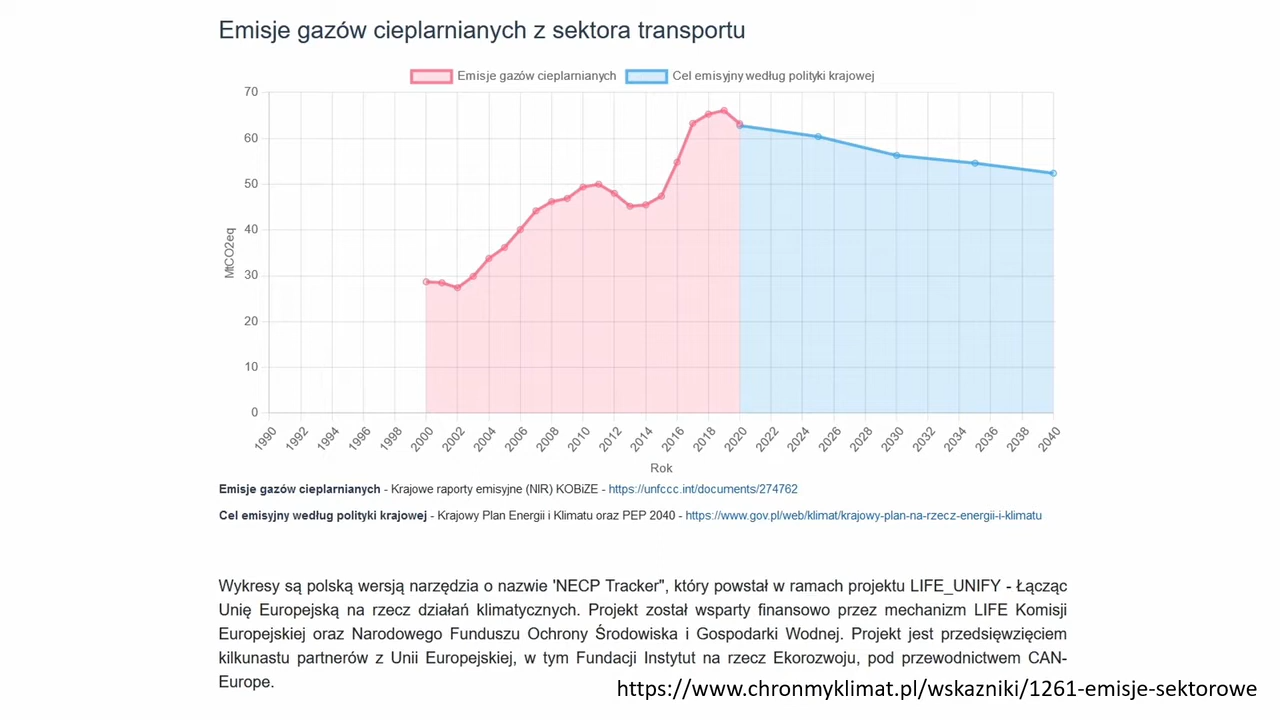 Emisje gazów cieplarnianych z sektora transportu
Emisje gazów cieplarnianych Cel emisyjny według polityki krajowej
70
60
50
40
30
20
10
0
MtCO2eq
1990 1992 1994 1996 1998 2000 2002 2004 2006 2008 2010 2012 2014 2016 2018 2020 2022 2024 2026 2028 2030 2032 2034 2036 2038 2040
Rok
Emisje gazów cieplarnianych - Krajowe raporty emisyjne (NIR) KOBiZE - https://unfccc.int/documents/274762
Cel emisyjny według polityki krajowej - Krajowy Plan Energii i Klimatu oraz PEP 2040 - https://www.gov.pl/web/klimat/krajowy-plan-na-rzecz-energii-i-klimatu
Wykresy są polską wersją narzędzia o nazwie 'NECP Tracker", który powstał w ramach projektu LIFE_UNIFY - Łącząc
Unię Europejską na rzecz działań klimatycznych. Projekt został wsparty finansowo przez mechanizm LIFE Komisji
Europejskiej oraz Narodowego Funduszu Ochrony Środowiska i Gospodarki Wodnej. Projekt jest przedsięwzięciem
kilkunastu partnerów z Unii Europejskiej, w tym Fundacji Instytut na rzecz Ekorozwoju, pod przewodnictwem CAN-
Europe.
https://www.chronmyklimat.pl/wskazniki/1261-emisje-sektorowe